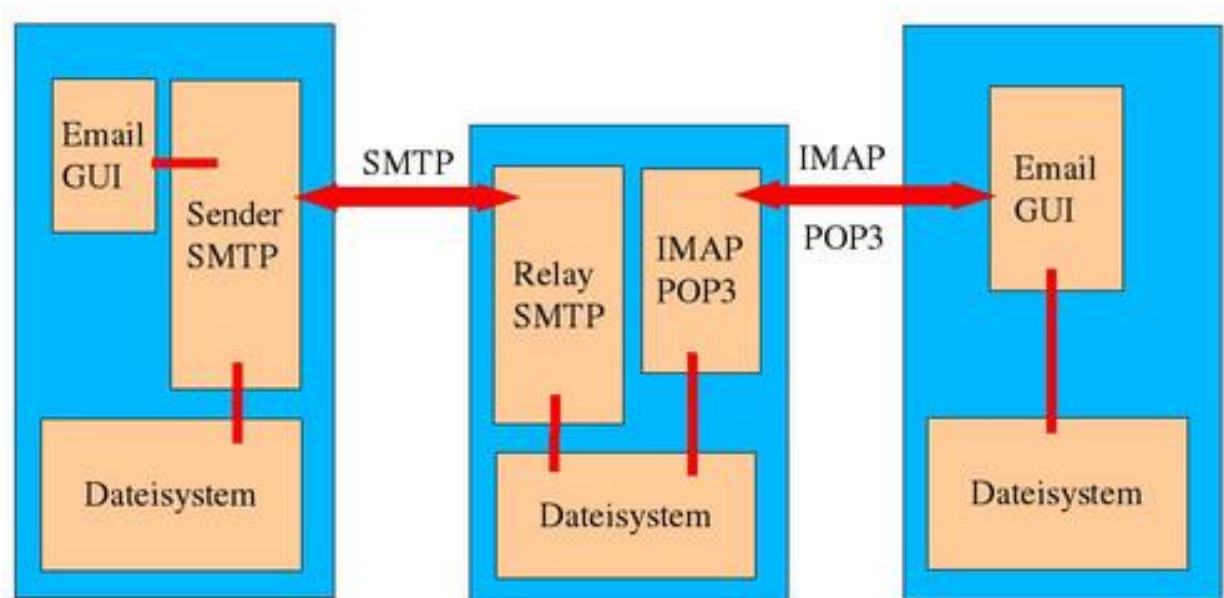 Email
GUI
Sender
SMTP
Dateisystem
SMTP
Relay
SMTP
IMAP
POP3
Dateisystem
IMAP
POP3
Email
GUI
Dateisystem